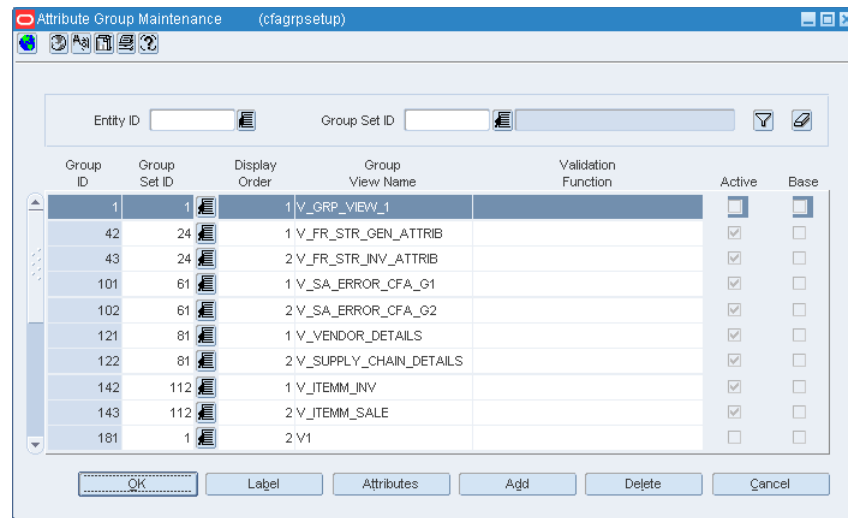 Attribute Group Maintenance (cfagrpsetup)
Entity ID Group Set ID
Group ID Group Set ID Display Order Group View Name Validation Function Active Base
1 1 1 V_GRP_VIEW_1
42 24 1 V_FR_STR_GEN_ATTRIB
43 24 2 V_FR_STR_INV_ATTRIB
101 61 1 V_SA_ERROR_CFA_G1
102 61 2 V_SA_ERROR_CFA_G2
121 81 1 V_VENDOR_DETAILS
122 81 2 V_SUPPLY_CHAIN_DETAILS
142 112 1 V_ITEMM_INV
143 112 2 V_ITEMM_SALE
181 1 2 V1
OK Label Attributes Add Delete Cancel